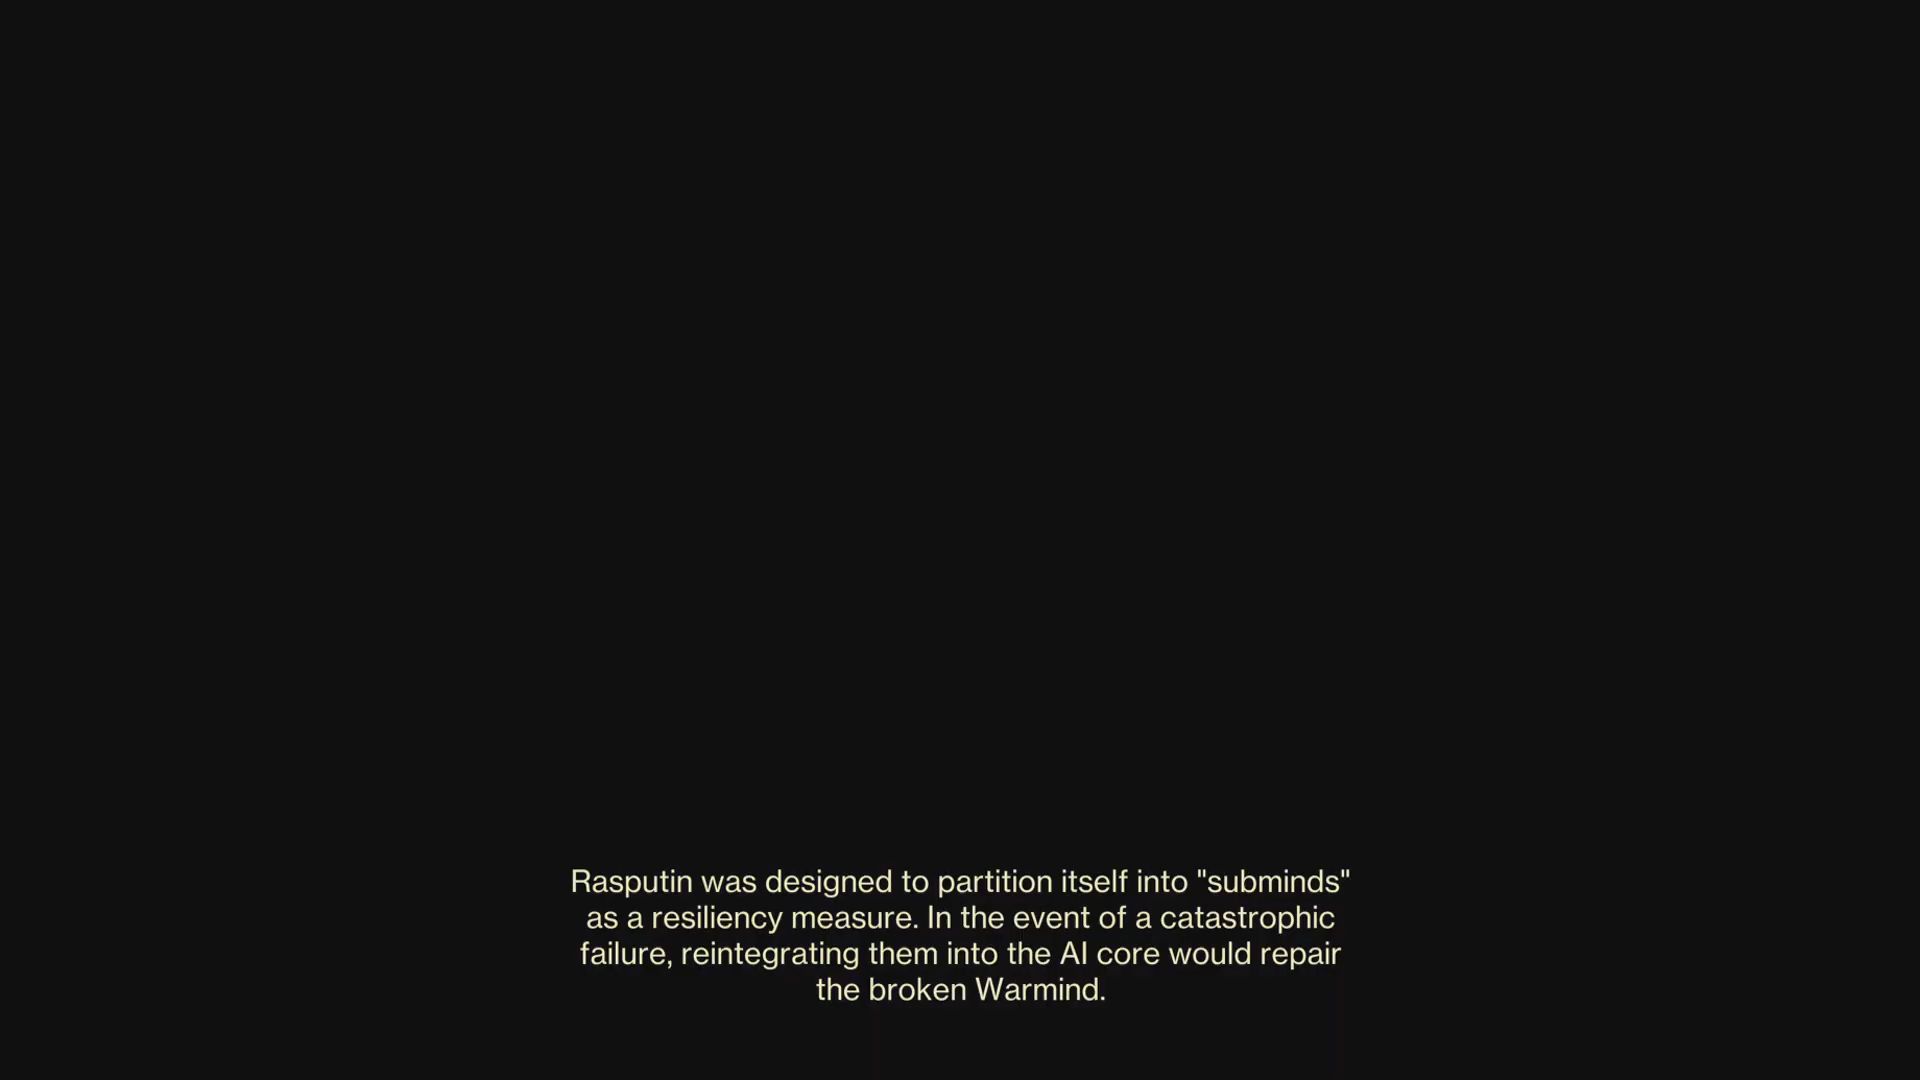 Rasputin was designed to partition itself into "subminds"
as a resiliency measure. In the event of a catastrophic
failure, reintegrating them into the AI core would repair
the broken Warmind.